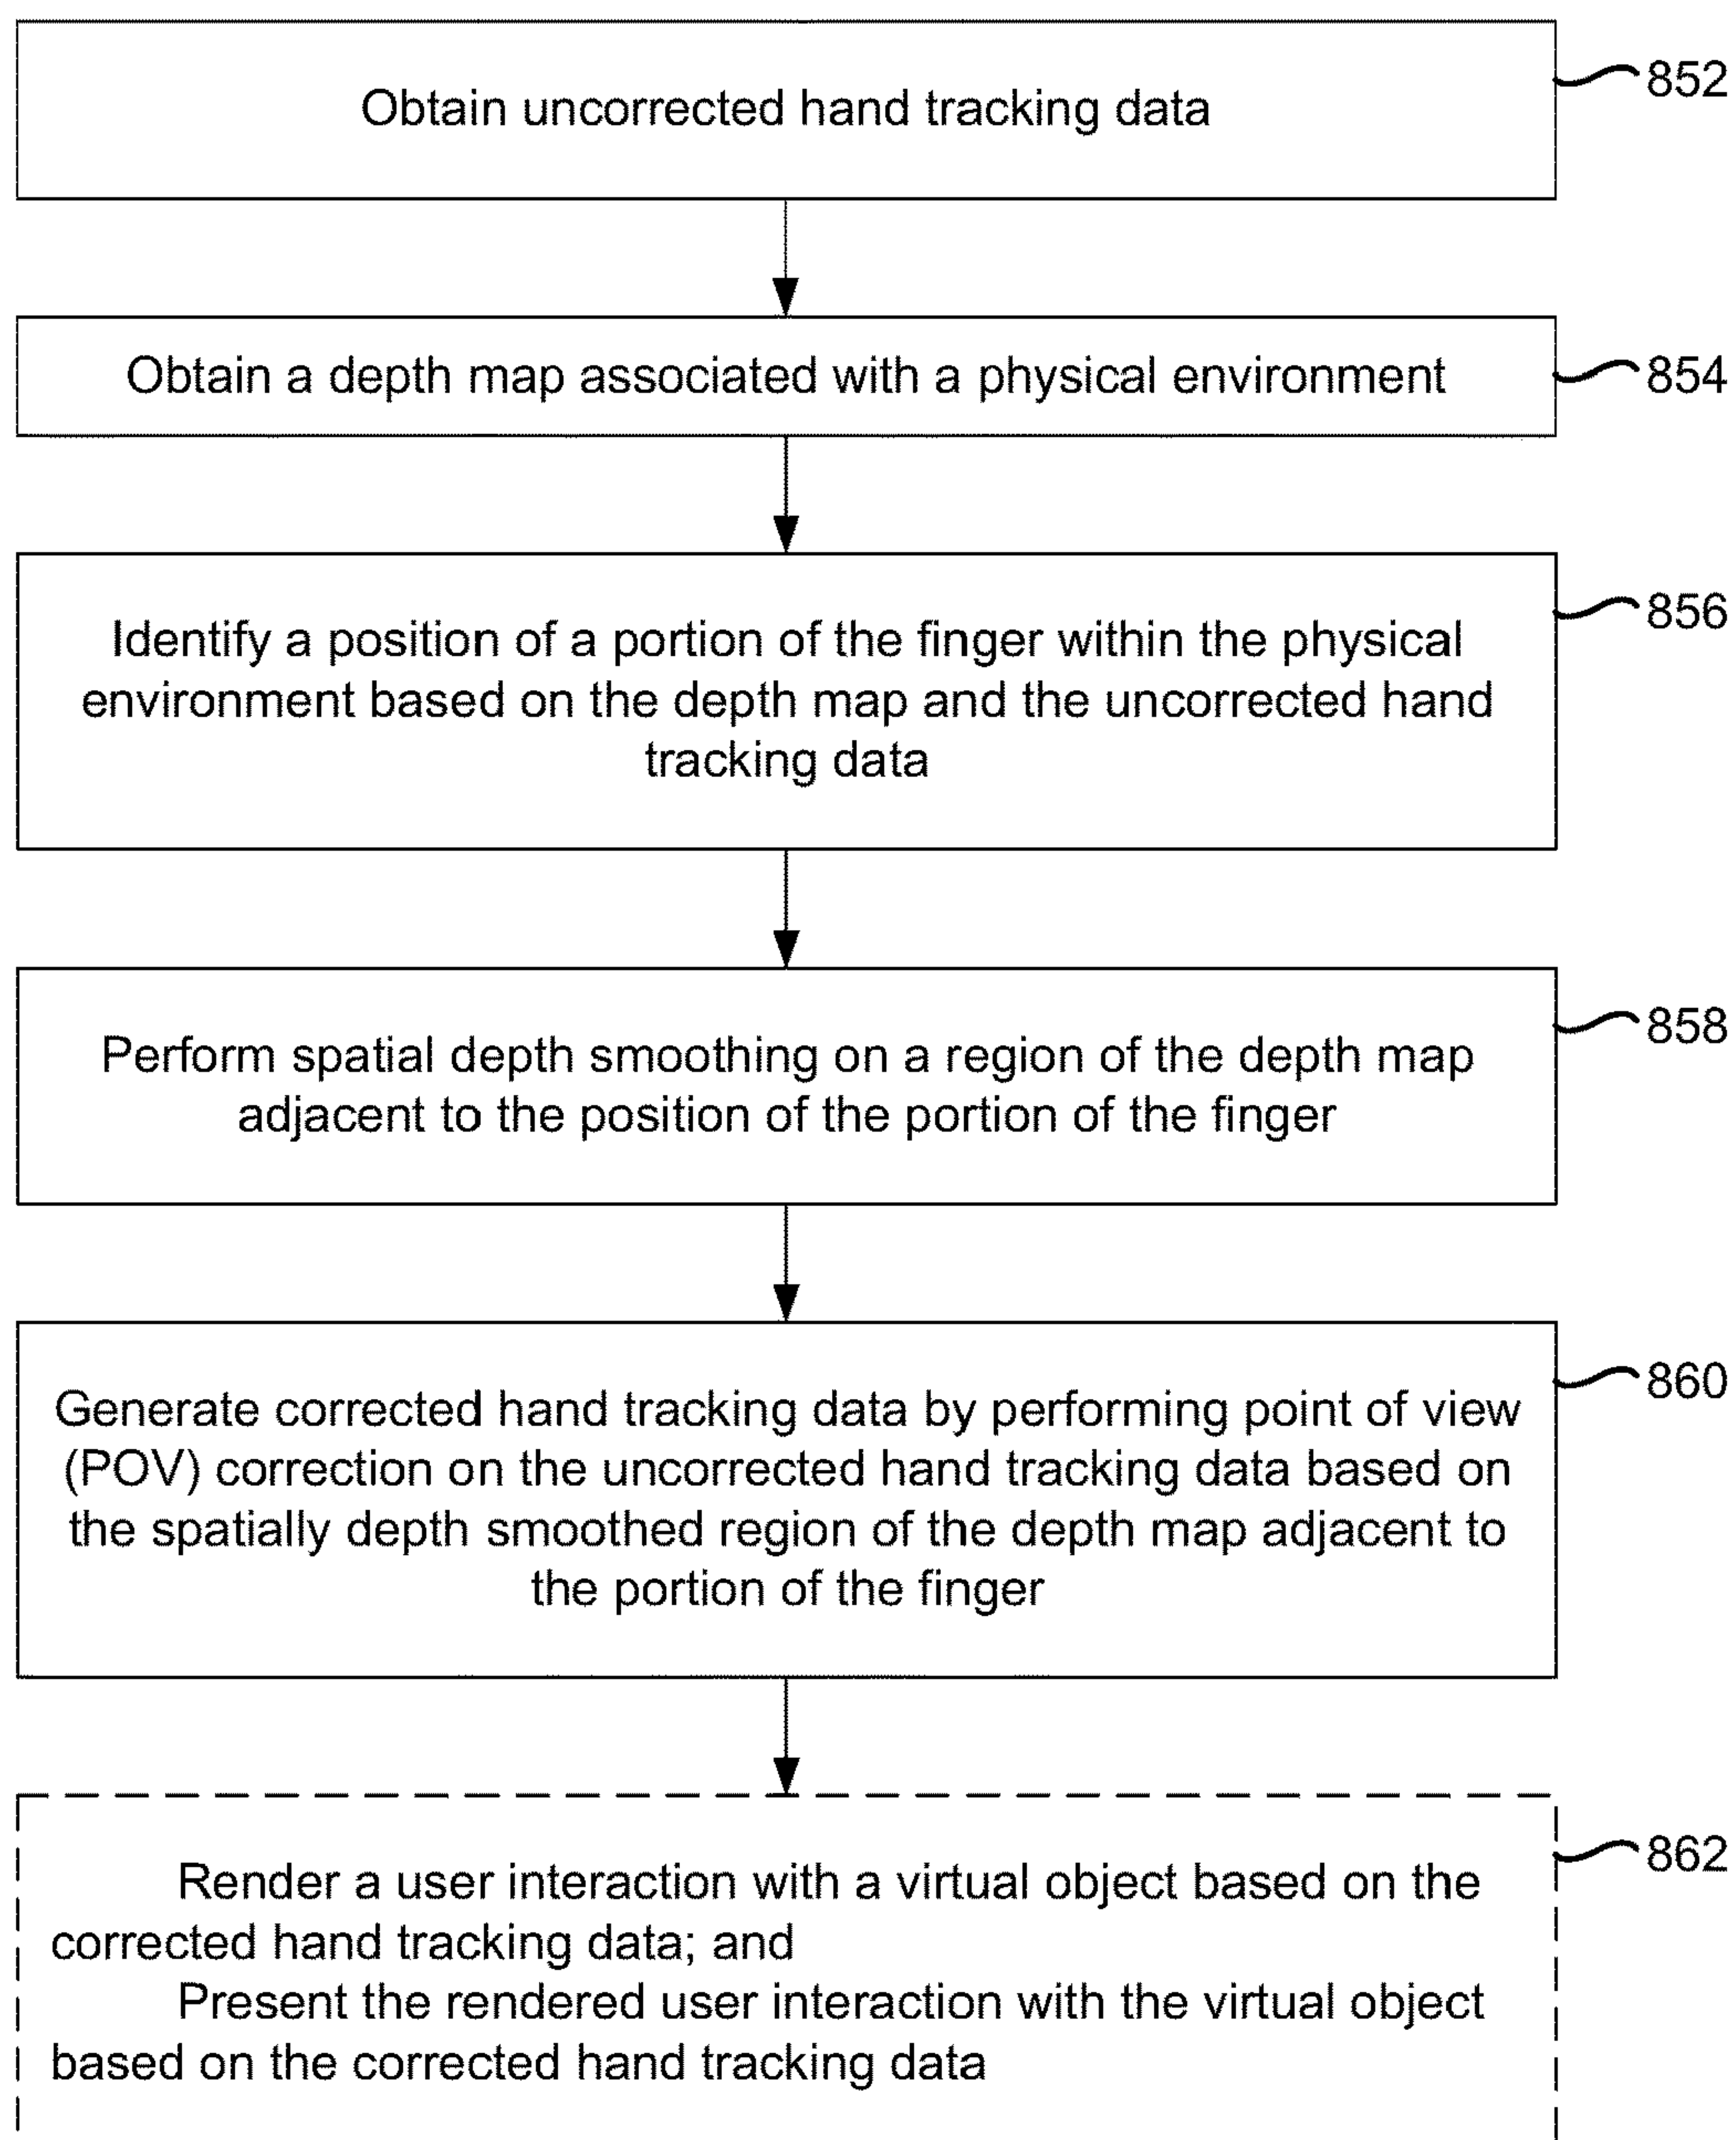 Obtain uncorrected hand tracking data
852
Obtain a depth map associated with a physical environment
854
Identify a position of a portion of the finger within the physical
environment based on the depth map and the uncorrected hand
tracking data
856
Perform spatial depth smoothing on a region of the depth map
adjacent to the position of the portion of the finger
858
Generate corrected hand tracking data by performing point of view
(POV) correction on the uncorrected hand tracking data based on
the spatially depth smoothed region of the depth map adjacent to
the portion of the finger
860
Render a user interaction with a virtual object based on the
corrected hand tracking data; and
Present the rendered user interaction with the virtual object
based on the corrected hand tracking data
862